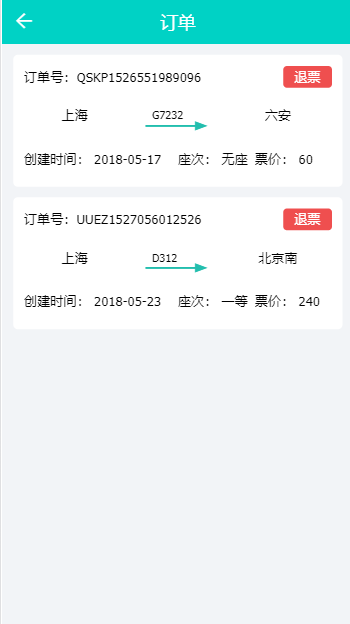 订单
订单号：QSKP1526551989096 退票
上海 G7232 六安
创建时间： 2018-05-17 座次： 无座 票价： 60
订单号：UUEZ1527056012526 退票
上海 D312 北京南
创建时间： 2018-05-23 座次： 一等 票价： 240